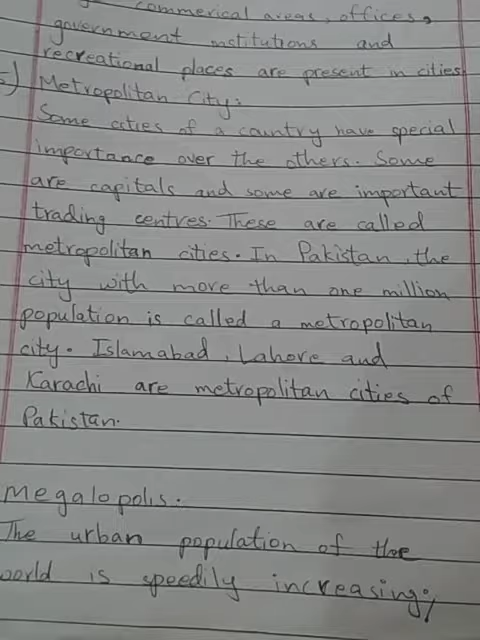 commerical areas, offices,
government institutions and
recreational places are present in cities
Metropolitan City:
Some cities of a country have special
importance over the others. Some
are capitals and some are important
trading centres. These are called
metropolitan cities. In Pakistan, the
city with more than one million
population is called a metropolitan
city. Islamabad, Lahore and
Karachi are metropolitan cities of
Pakistan.
Megalopolis.
The urban population of the
world is speedily increasing;